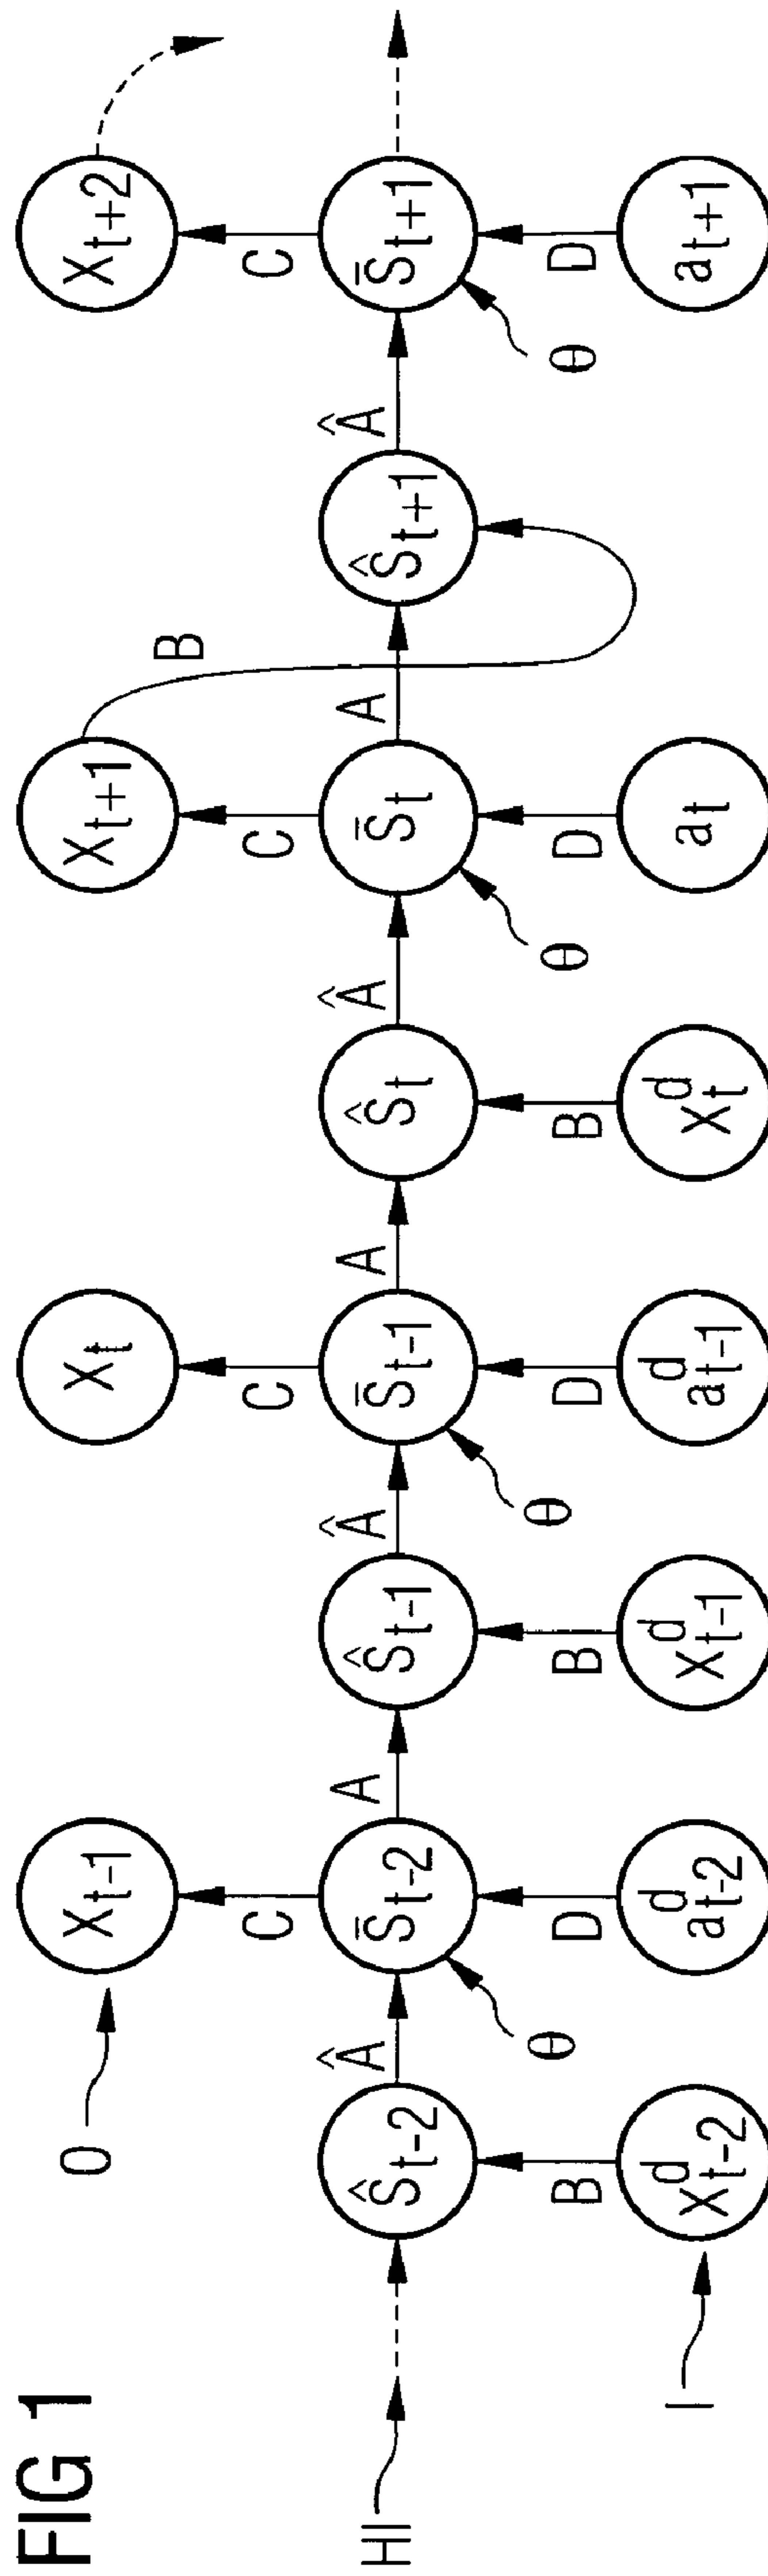 FIG 1
O x_{t-1} x_t x_{t+1} x_{t+2}
B
C C C C
Â A Â A Â A Â
HI ŝ_{t-2} s̄_{t-2} ŝ_{t-1} s̄_{t-1} ŝ_t s̄_t ŝ_{t+1} s̄_{t+1}
θ θ θ θ
B D B D B D D
I x^d_{t-2} a^d_{t-2} x^d_{t-1} a^d_{t-1} x^d_t a_t a_{t+1}